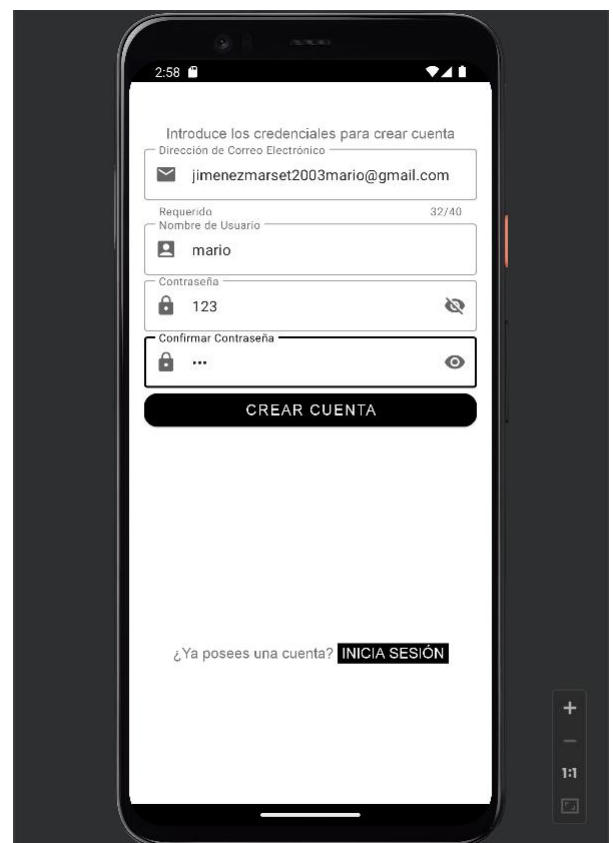 2:58
Introduce los credenciales para crear cuenta
Dirección de Correo Electrónico
jimenezmarset2003mario@gmail.com
Requerido 32/40
Nombre de Usuario
mario
Contraseña
123
Confirmar Contraseña
•••
CREAR CUENTA
¿Ya posees una cuenta? INICIA SESIÓN
1:1